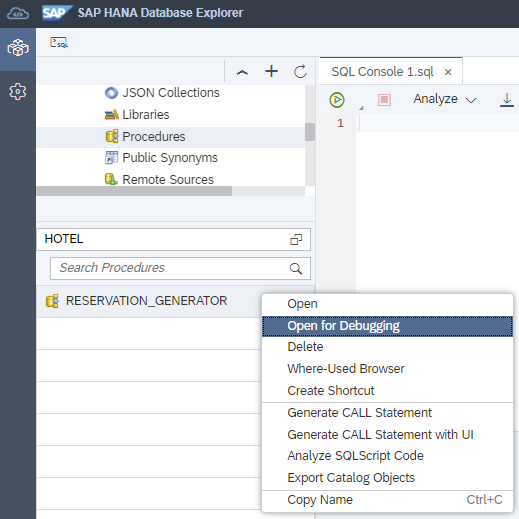 SAP SAP HANA Database Explorer
SQL
SQL Console 1.sql ×
JSON Collections
Libraries
Procedures
Public Synonyms
Remote Sources
Analyze
1
HOTEL
Search Procedures
RESERVATION_GENERATOR
Open
Open for Debugging
Delete
Where-Used Browser
Create Shortcut
Generate CALL Statement
Generate CALL Statement with UI
Analyze SQLScript Code
Export Catalog Objects
Copy Name Ctrl+C